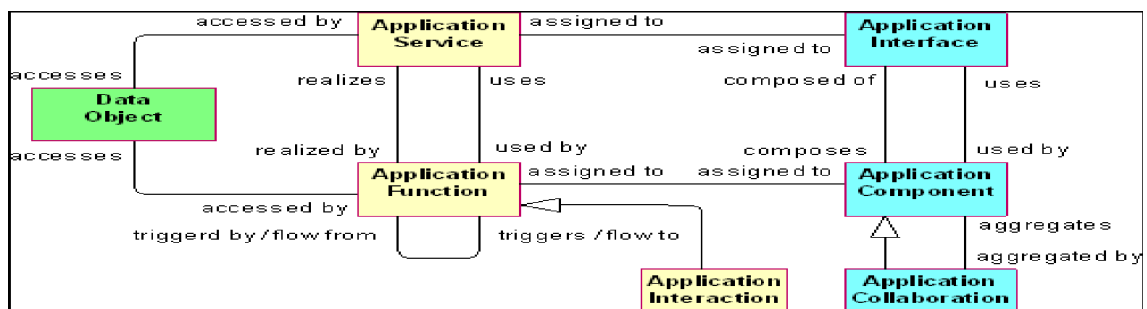 accessed by
Application
Service
assigned to
assigned to
Application
Interface
accesses
Data
Object
accesses
realizes
uses
composed of
uses
realized by
used by
composes
used by
Application
Function
assigned to
assigned to
Application
Component
accessed by
triggerd by / flow from
triggers / flow to
aggregates
aggregated by
Application
Interaction
Application
Collaboration